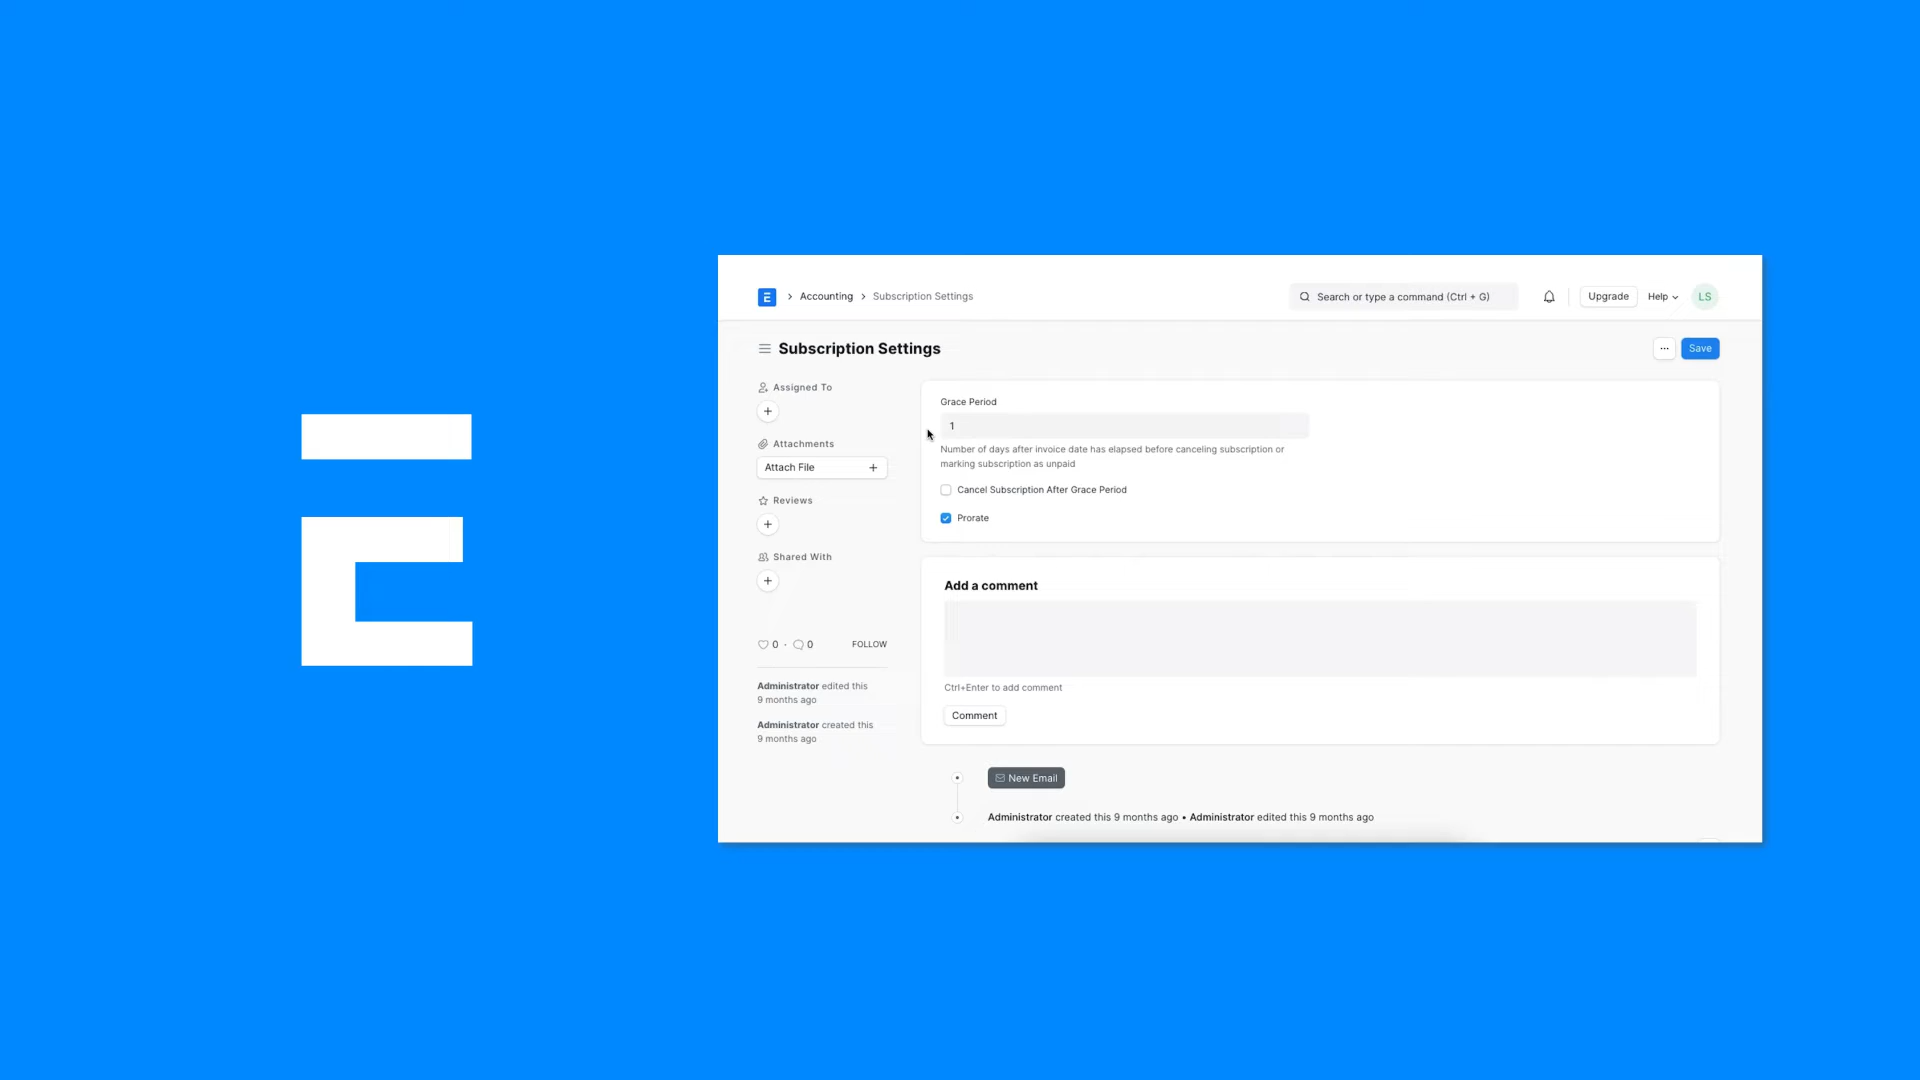 E
E
Accounting
Subscription Settings
Search or type a command (Ctrl + G)
Upgrade
Help
LS
Subscription Settings
...
Save
Assigned To
Attachments
Attach File
Reviews
Shared With
0 · 0
FOLLOW
Administrator edited this
9 months ago
Administrator created this
9 months ago
Grace Period
1
Number of days after invoice date has elapsed before canceling subscription or
marking subscription as unpaid
Cancel Subscription After Grace Period
Prorate
Add a comment
Ctrl+Enter to add comment
Comment
New Email
Administrator created this 9 months ago • Administrator edited this 9 months ago